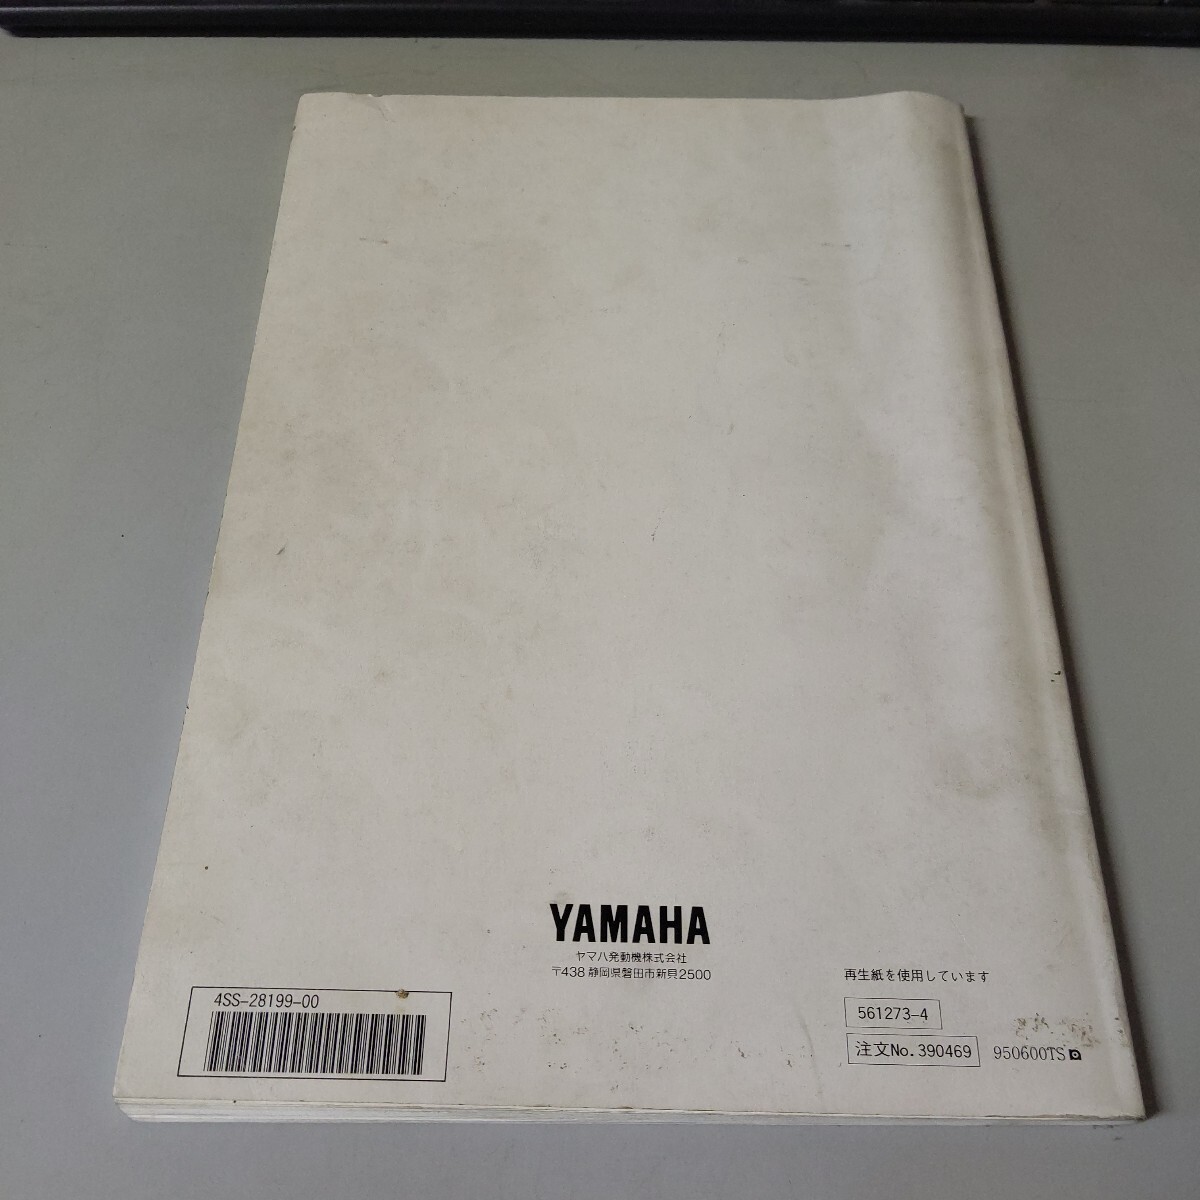 YAMAHA
ヤマハ発動機株式会社
〒438 静岡県磐田市新貝2500
4SS-28199-00
再生紙を使用しています
561273-4
注文No.390469
950600TS